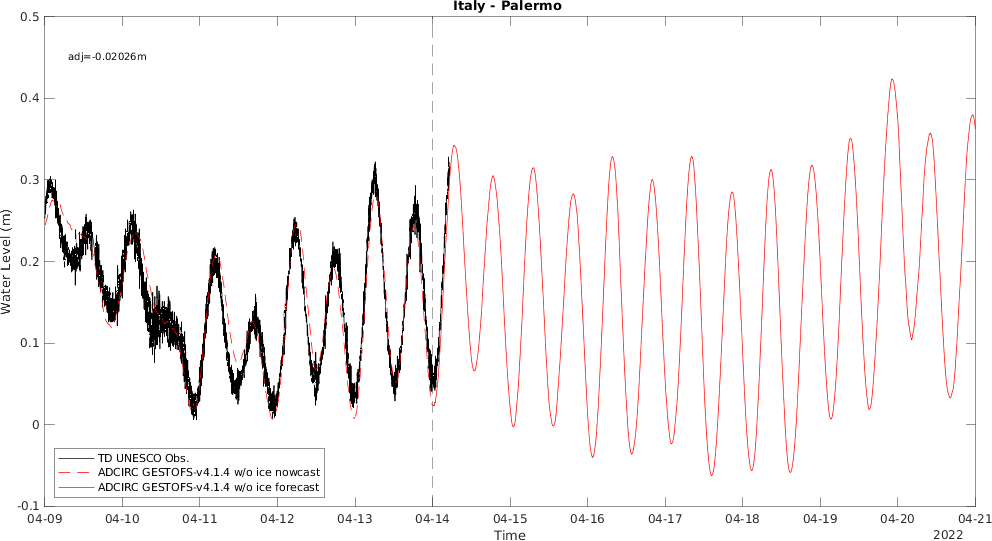 Italy - Palermo
adj=-0.02026m
0.5
0.4
0.3
0.2
0.1
0
-0.1
Water Level (m)
TD UNESCO Obs.
ADCIRC GESTOFS-v4.1.4 w/o ice nowcast
ADCIRC GESTOFS-v4.1.4 w/o ice forecast
04-09 04-10 04-11 04-12 04-13 04-14 04-15 04-16 04-17 04-18 04-19 04-20 04-21
Time
2022